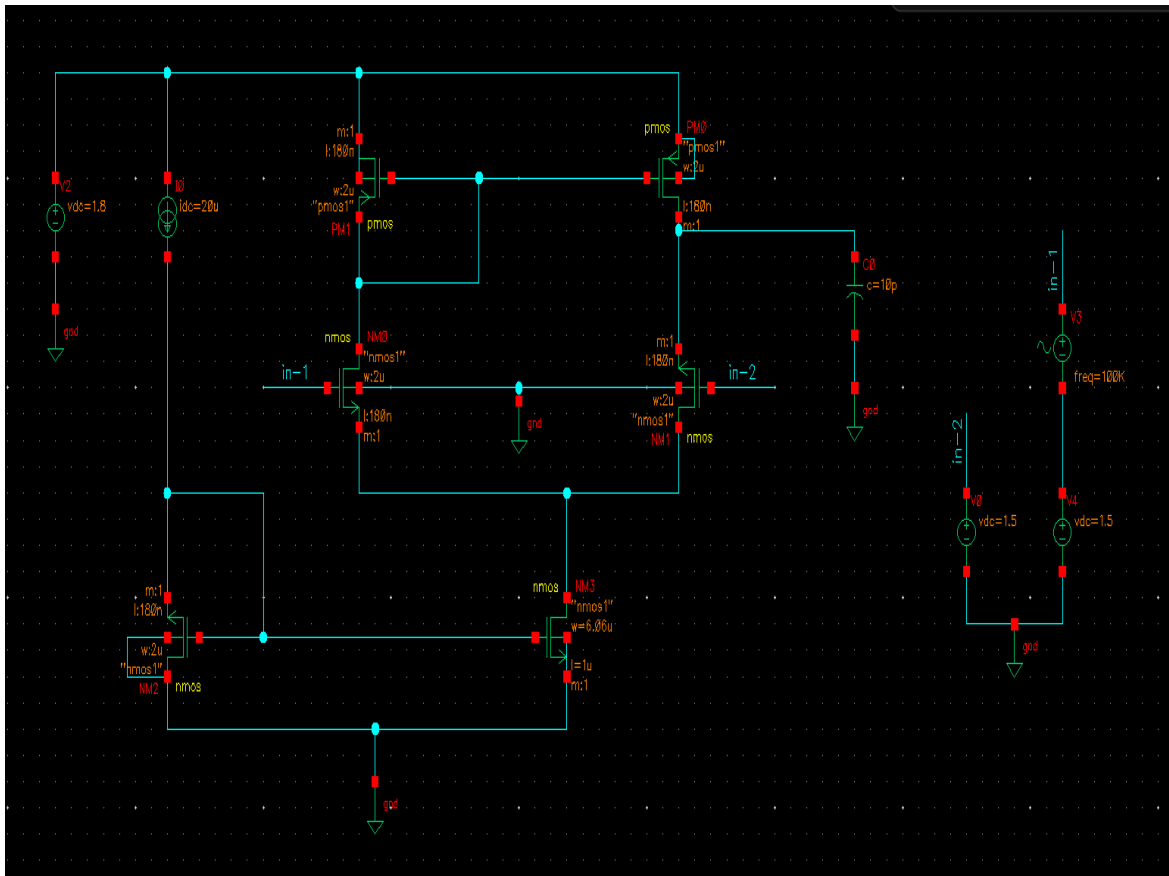 V2
vdc=1.8
gnd
I0
idc=20u
m:1
l:180n
w:2u
"pmos1"
PM1
pmos
pmos
PM0
"pmos1"
w:2u
l:180n
m:1
C0
c=10p
gnd
in-1
nmos
NM0
"nmos1"
w:2u
l:180n
m:1
gnd
m:1
l:180n
in-2
w:2u
"nmos1"
NM1
nmos
in-1
V3
freq=100K
in-2
V0
vdc=1.5
V4
vdc=1.5
gnd
m:1
l:180n
w:2u
"nmos1"
NM2
nmos
nmos
NM3
"nmos1"
w=6.06u
l=1u
m:1
gnd